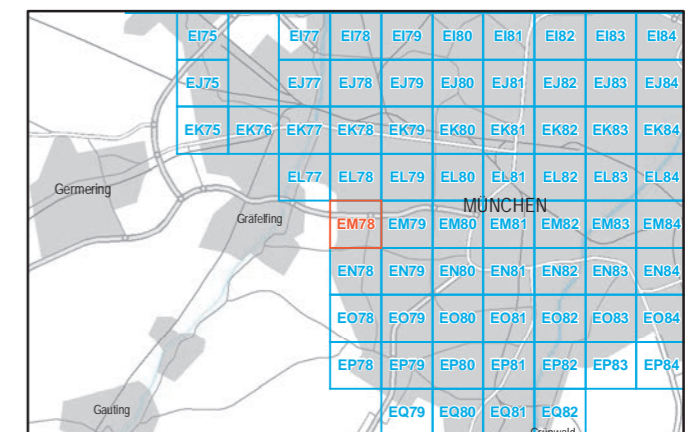 EI75 EI77 EI78 EI79 EI80 EI81 EI82 EI83 EI84
EJ75 EJ77 EJ78 EJ79 EJ80 EJ81 EJ82 EJ83 EJ84
EK75 EK76 EK77 EK78 EK79 EK80 EK81 EK82 EK83 EK84
EL77 EL78 EL79 EL80 EL81 EL82 EL83 EL84
Germering
MÜNCHEN
Gräfelfing
EM78 EM79 EM80 EM81 EM82 EM83 EM84
EN78 EN79 EN80 EN81 EN82 EN83 EN84
EO78 EO79 EO80 EO81 EO82 EO83 EO84
EP78 EP79 EP80 EP81 EP82 EP83 EP84
Gauting
EQ79 EQ80 EQ81 EQ82
Grünwald